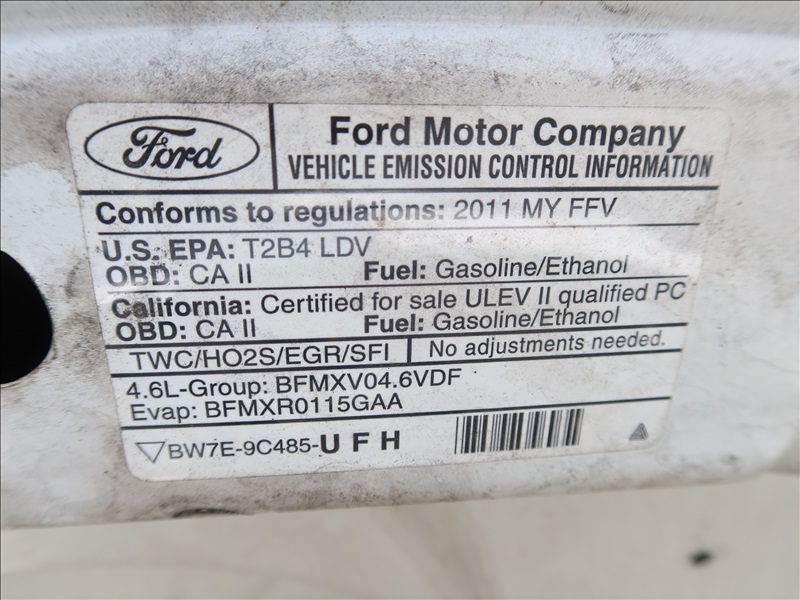 Ford
Ford Motor Company
VEHICLE EMISSION CONTROL INFORMATION
Conforms to regulations: 2011 MY FFV
U.S. EPA: T2B4 LDV
OBD: CA II Fuel: Gasoline/Ethanol
California: Certified for sale ULEV II qualified PC
OBD: CA II Fuel: Gasoline/Ethanol
TWC/HO2S/EGR/SFI No adjustments needed.
4.6L-Group: BFMXV04.6VDF
Evap: BFMXR0115GAA
BW7E-9C485-UFH